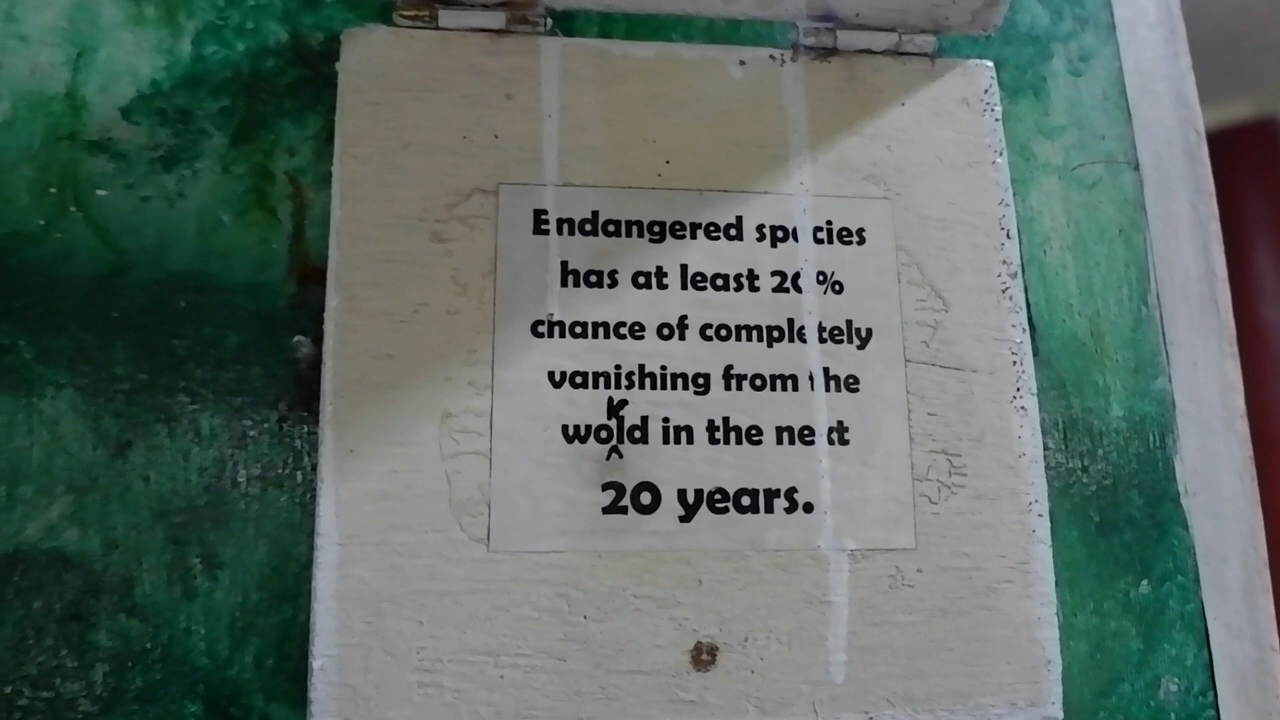 Endangered species
has at least 20%
chance of completely
vanishing from the
world in the next
20 years.